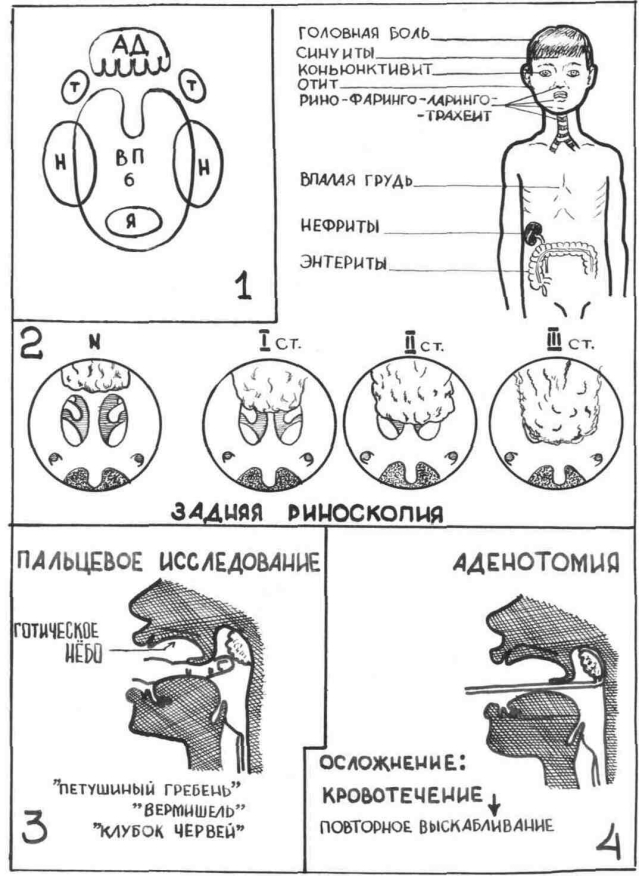 АД
Т Т
Н ВП Н
6
Я
1
ГОЛОВНАЯ БОЛЬ
СИНУИТЫ
КОНЬЮНКТИВИТ
ОТИТ
РИНО-ФАРИНГО-ЛАРИНГО-
-ТРАХЕИТ
ВПАЛАЯ ГРУДЬ
НЕФРИТЫ
ЭНТЕРИТЫ
2
N I СТ. II СТ. III СТ.
ЗАДНЯЯ РИНОСКОПИЯ
ПАЛЬЦЕВОЕ ИССЛЕДОВАНИЕ
ГОТИЧЕСКОЕ
НЁБО
"ПЕТУШИНЫЙ ГРЕБЕНЬ"
"ВЕРМИШЕЛЬ"
"КЛУБОК ЧЕРВЕЙ"
3
АДЕНОТОМИЯ
ОСЛОЖНЕНИЕ:
КРОВОТЕЧЕНИЕ
ПОВТОРНОЕ ВЫСКАБЛИВАНИЕ
4